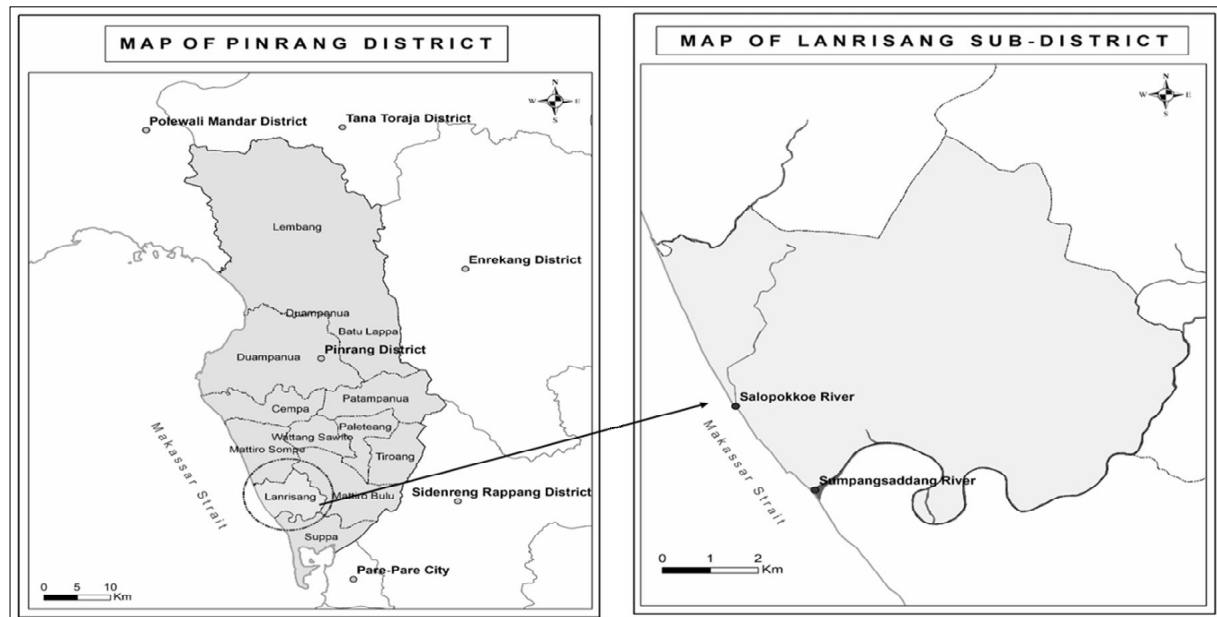 MAP OF PINRANG DISTRICT
N
W E
S
Polewali Mandar District
Tana Toraja District
Lembang
Enrekang District
Duampanua
Batu Lappa
Duampanua
Pinrang District
Patampanua
Cempa
Paleteang
Wattang Sawito
Mattiro Sompe
Tiroang
Makassar Strait
Lanrisang
Mattiro Bulu
Sidenreng Rappang District
Suppa
Pare-Pare City
0 5 10
Km
MAP OF LANRISANG SUB-DISTRICT
N
W E
S
Salopokkoe River
Makassar Strait
Sumpangsaddang River
0 1 2
Km